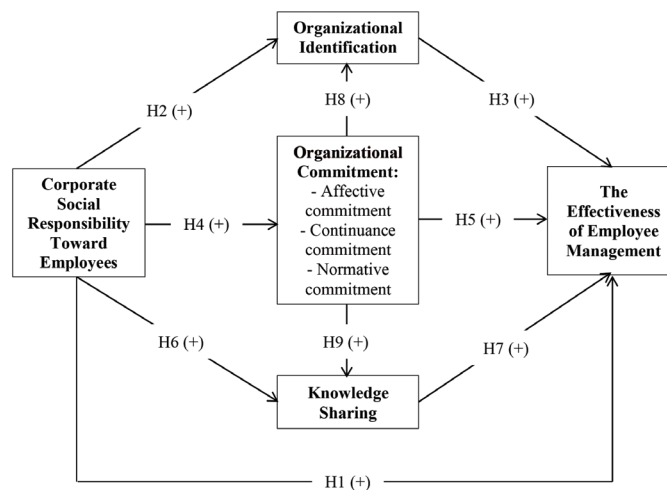 Organizational
Identification
H2 (+)
H8 (+)
H3 (+)
Corporate
Social
Responsibility
Toward
Employees
H4 (+)
Organizational
Commitment:
- Affective
commitment
- Continuance
commitment
- Normative
commitment
H5 (+)
The
Effectiveness
of Employee
Management
H6 (+)
H9 (+)
H7 (+)
Knowledge
Sharing
H1 (+)